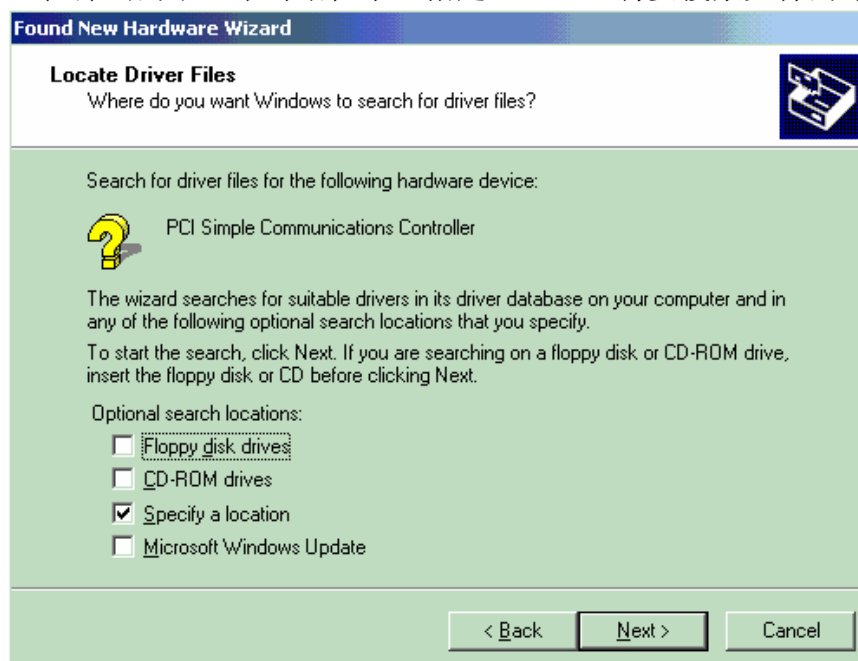 Found New Hardware Wizard
Locate Driver Files
Where do you want Windows to search for driver files?
Search for driver files for the following hardware device:
PCI Simple Communications Controller
The wizard searches for suitable drivers in its driver database on your computer and in
any of the following optional search locations that you specify.
To start the search, click Next. If you are searching on a floppy disk or CD-ROM drive,
insert the floppy disk or CD before clicking Next.
Optional search locations:
Floppy disk drives
CD-ROM drives
Specify a location
Microsoft Windows Update
< Back Next > Cancel